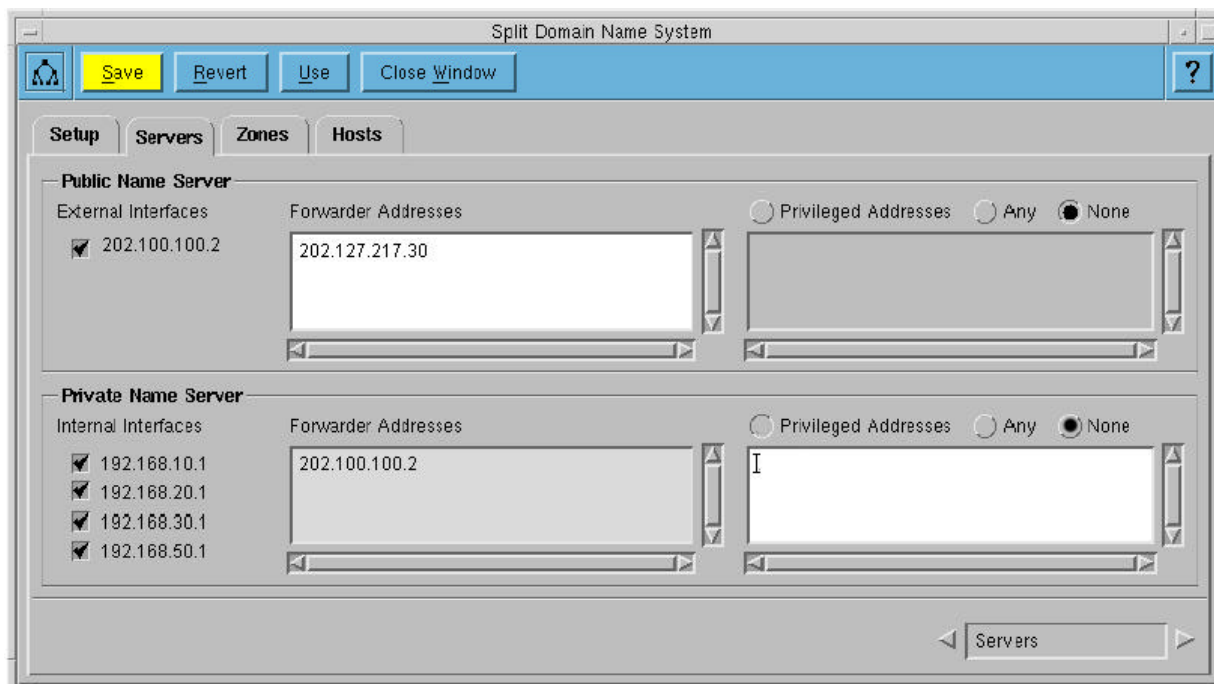 Split Domain Name System
Save Revert Use Close Window ?
Setup Servers Zones Hosts
Public Name Server
External Interfaces Forwarder Addresses Privileged Addresses Any None
202.100.100.2 202.127.217.30
Private Name Server
Internal Interfaces Forwarder Addresses Privileged Addresses Any None
192.168.10.1 202.100.100.2
192.168.20.1
192.168.30.1
192.168.50.1
Servers